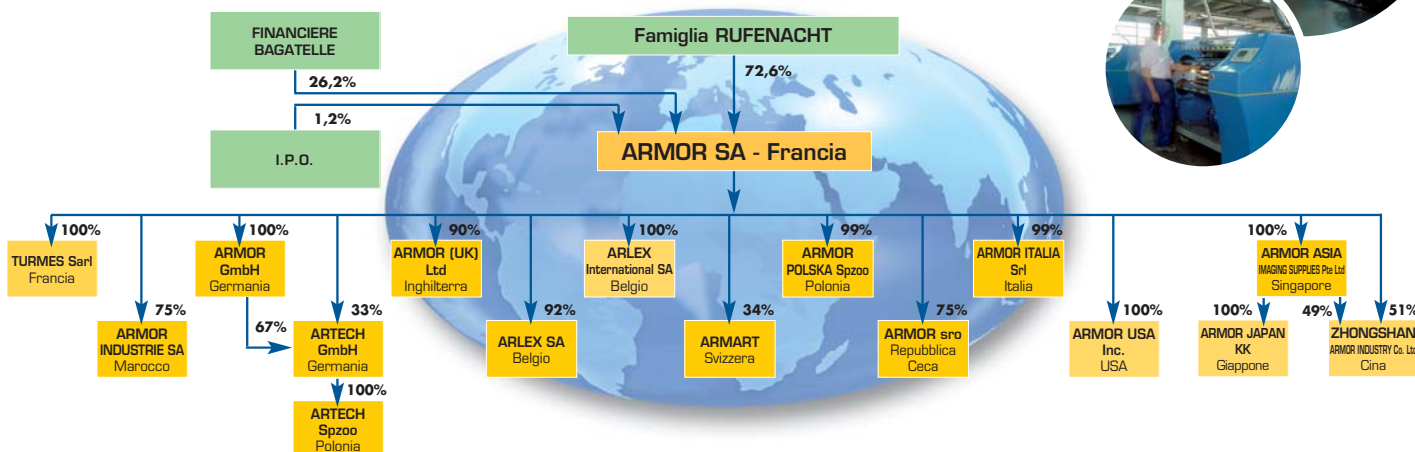 FINANCIERE
BAGATELLE
Famiglia RUFENACHT
26,2%
72,6%
1,2%
I.P.O.
ARMOR SA - Francia
100%
TURMES Sarl
Francia
75%
ARMOR
INDUSTRIE SA
Marocco
100%
ARMOR
GmbH
Germania
67%
33%
ARTECH
GmbH
Germania
100%
ARTECH
Spzoo
Polonia
90%
ARMOR (UK)
Ltd
Inghilterra
92%
ARLEX SA
Belgio
100%
ARLEX
International SA
Belgio
34%
ARMART
Svizzera
99%
ARMOR
POLSKA Spzoo
Polonia
75%
ARMOR sro
Repubblica
Ceca
99%
ARMOR ITALIA
Srl
Italia
100%
ARMOR USA
Inc.
USA
100%
ARMOR ASIA
IMAGING SUPPLIES Pte Ltd
Singapore
100%
ARMOR JAPAN
KK
Giappone
49%
51%
ZHONGSHAN
ARMOR INDUSTRY Co. Ltd
Cina